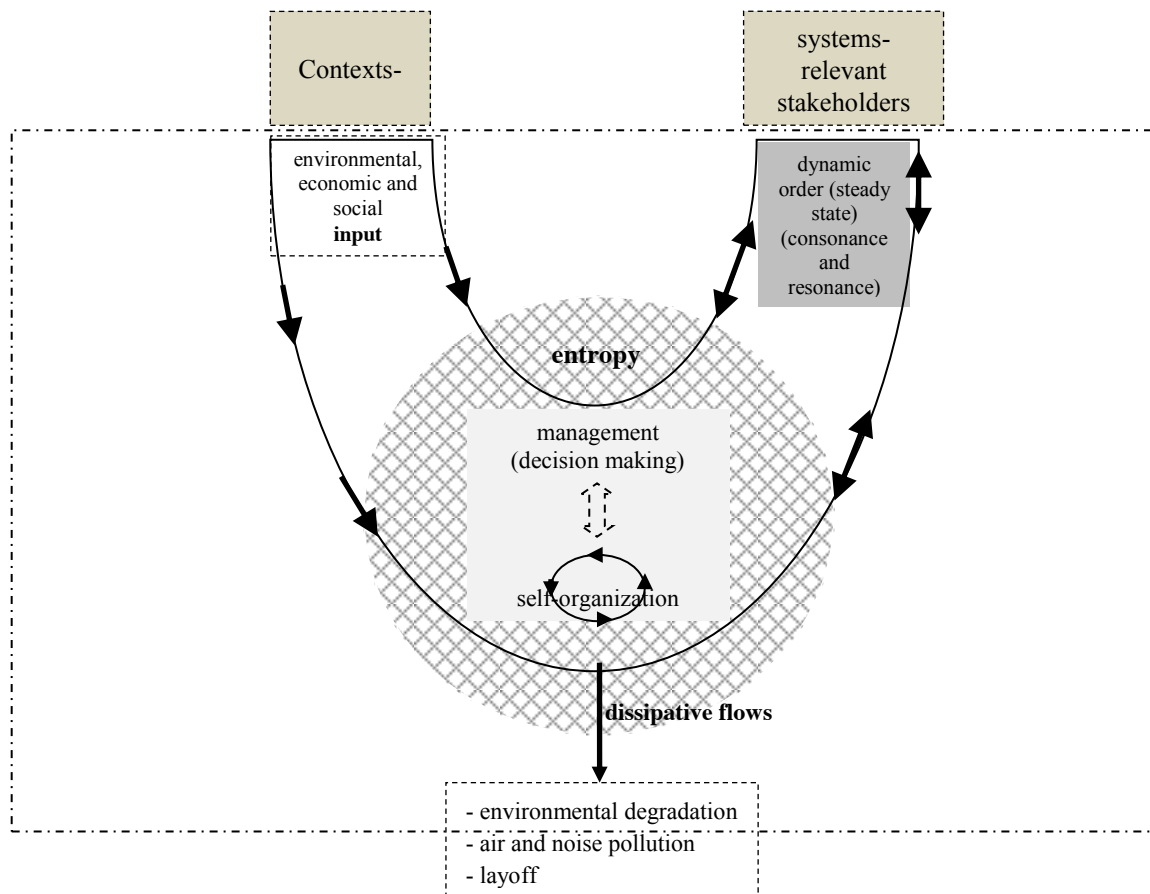 Contexts-
systems-
relevant
stakeholders
environmental,
economic and
social
input
dynamic
order (steady
state)
(consonance
and
resonance)
entropy
management
(decision making)
self-organization
dissipative flows
- environmental degradation
- air and noise pollution
- layoff